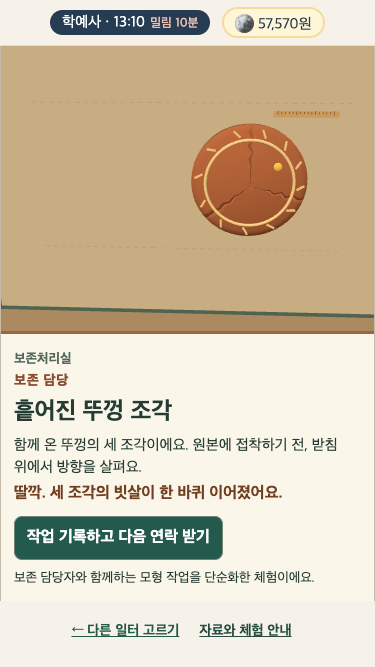 학예사 · 13:10 밀림 10분
57,570원
보존처리실
보존 담당
흩어진 뚜껑 조각
함께 온 뚜껑의 세 조각이에요. 원본에 접착하기 전, 받침
위에서 방향을 살펴요.
딸깍. 세 조각의 빗살이 한 바퀴 이어졌어요.
작업 기록하고 다음 연락 받기
보존 담당자와 함께하는 모형 작업을 단순화한 체험이에요.
← 다른 일터 고르기 자료와 체험 안내